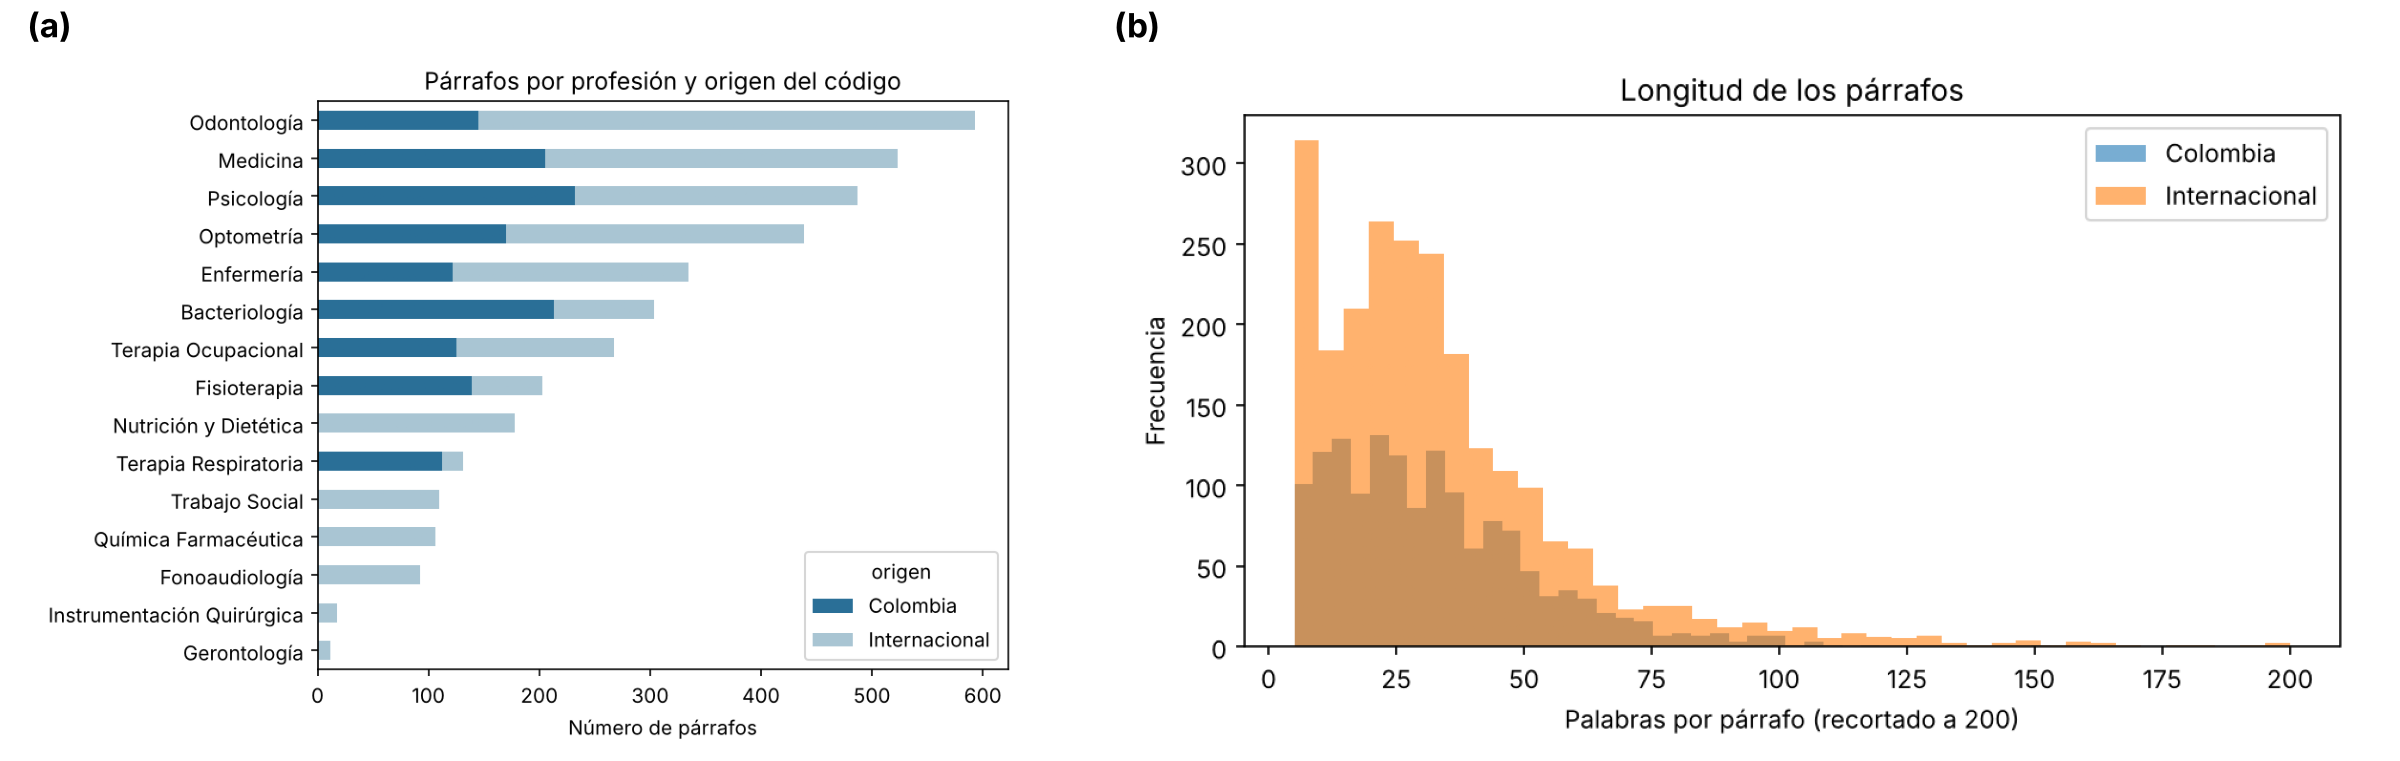 (a)
Párrafos por profesión y origen del código
Odontología
Medicina
Psicología
Optometría
Enfermería
Bacteriología
Terapia Ocupacional
Fisioterapia
Nutrición y Dietética
Terapia Respiratoria
Trabajo Social
Química Farmacéutica
Fonoaudiología
Instrumentación Quirúrgica
Gerontología
origen
Colombia
Internacional
0 100 200 300 400 500 600
Número de párrafos
(b)
Longitud de los párrafos
Colombia
Internacional
Frecuencia
300
250
200
150
100
50
0
0 25 50 75 100 125 150 175 200
Palabras por párrafo (recortado a 200)